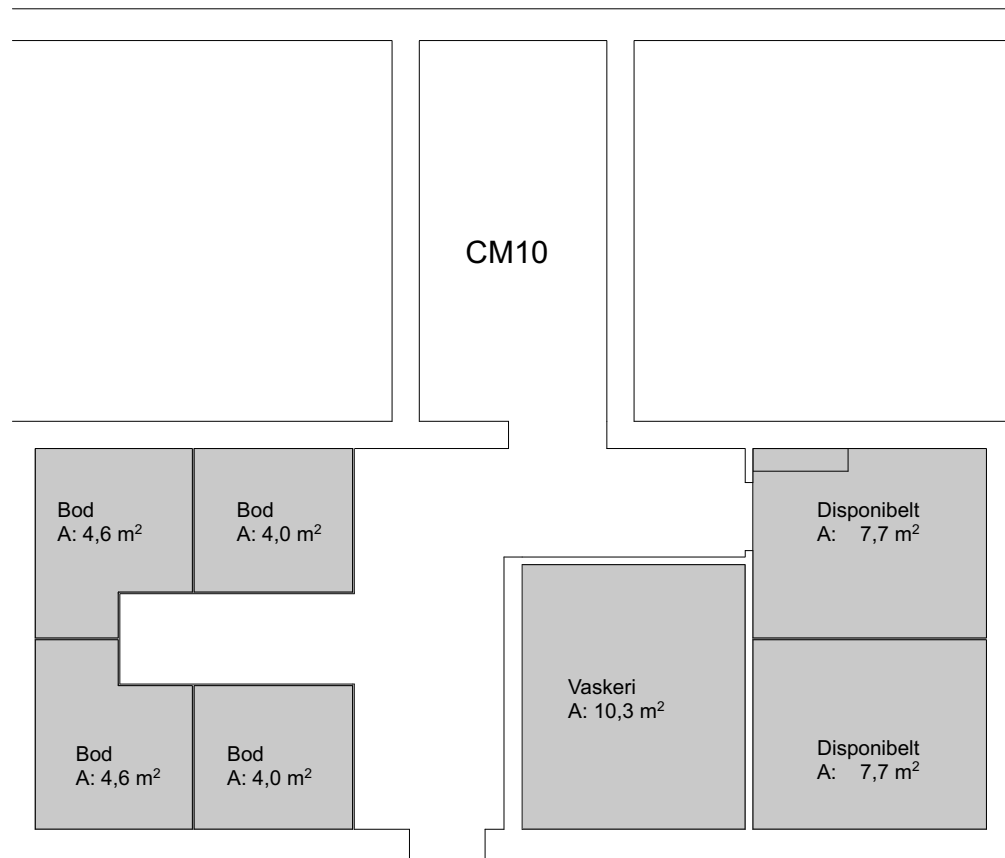 CM10
Bod
A: 4,6 m²
Bod
A: 4,0 m²
Disponibelt
A: 7,7 m²
Vaskeri
A: 10,3 m²
Bod
A: 4,6 m²
Bod
A: 4,0 m²
Disponibelt
A: 7,7 m²